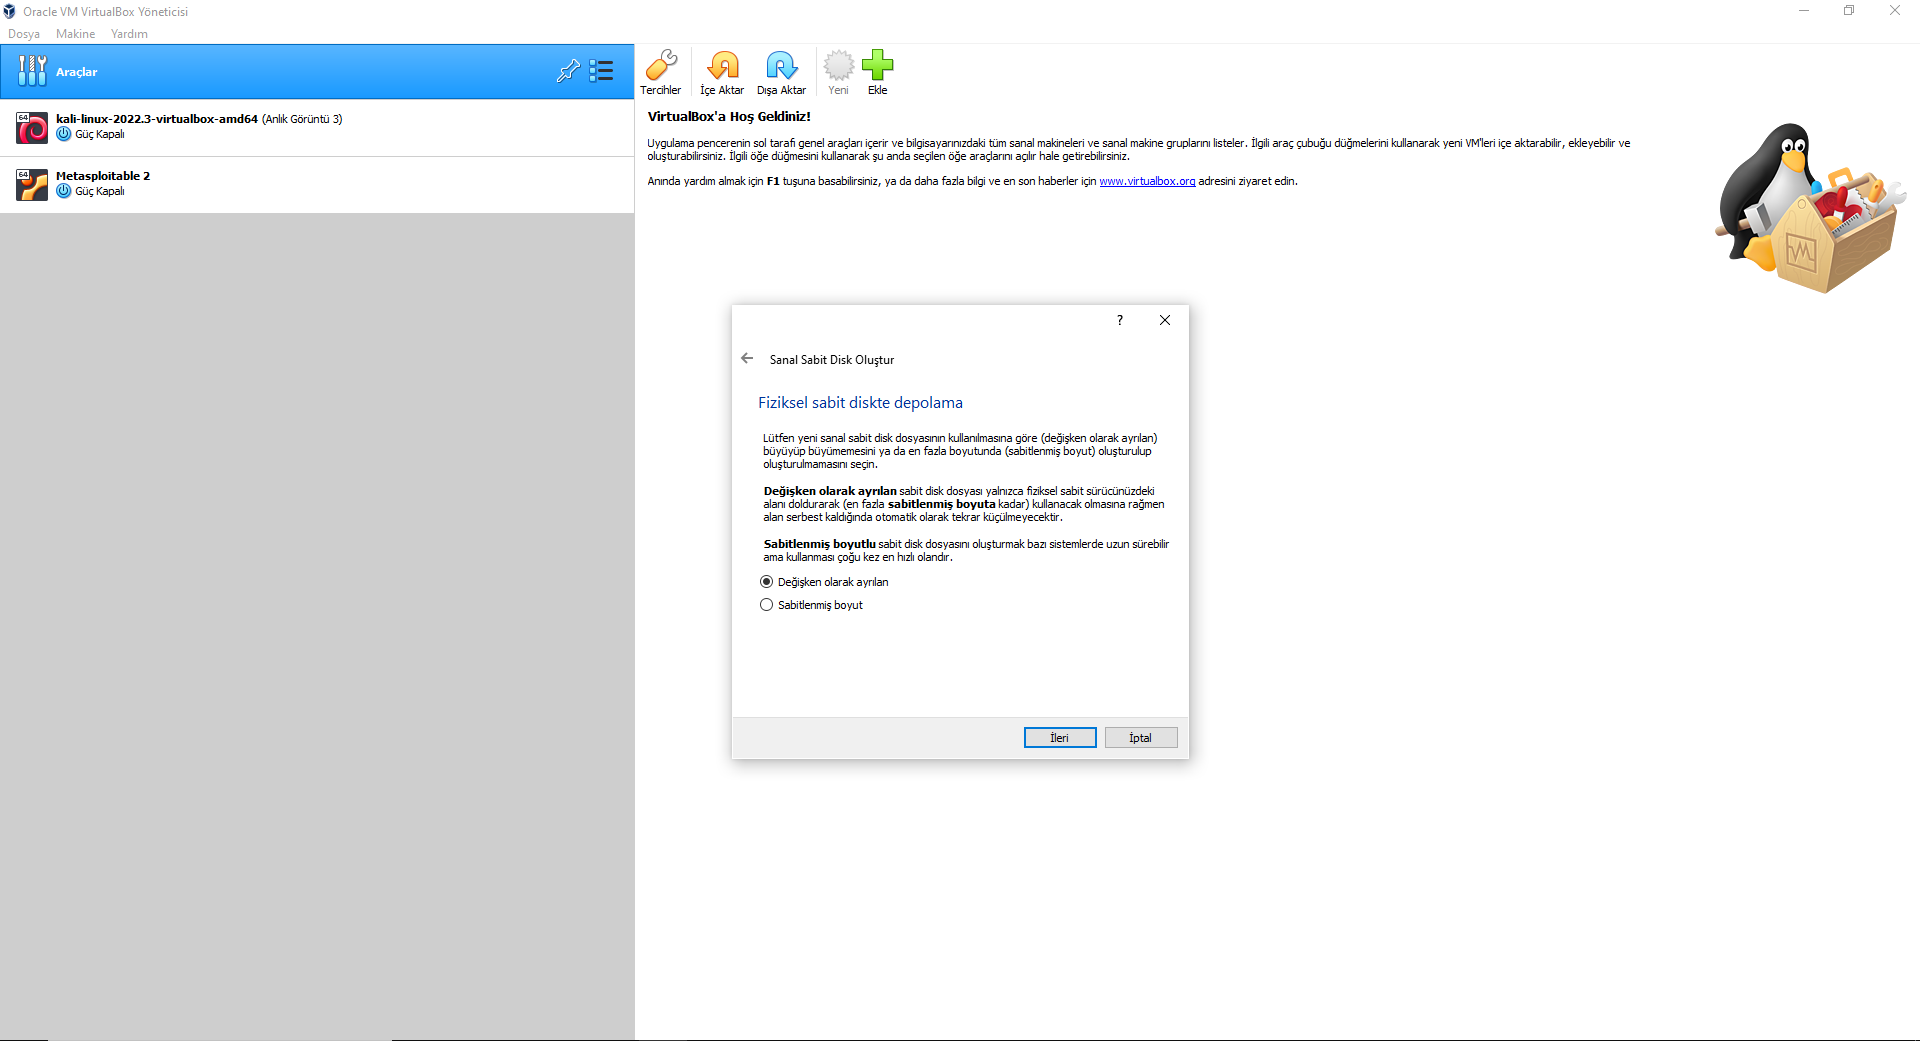 Oracle VM VirtualBox Yöneticisi
Dosya Makine Yardım
Araçlar
64
kali-linux-2022.3-virtualbox-amd64 (Anlık Görüntü 3)
Güç Kapalı
64
Metasploitable 2
Güç Kapalı
Tercihler İçe Aktar Dışa Aktar Yeni Ekle
VirtualBox'a Hoş Geldiniz!
Uygulama pencerenin sol tarafı genel araçları içerir ve bilgisayarınızdaki tüm sanal makineleri ve sanal makine gruplarını listeler. İlgili araç çubuğu düğmelerini kullanarak yeni VM'leri içe aktarabilir, ekleyebilir ve
oluşturabilirsiniz. İlgili öğe düğmesini kullanarak şu anda seçilen öğe araçlarını açılır hale getirebilirsiniz.
Anında yardım almak için F1 tuşuna basabilirsiniz, ya da daha fazla bilgi ve en son haberler için www.virtualbox.org adresini ziyaret edin.
?
Sanal Sabit Disk Oluştur
Fiziksel sabit diskte depolama
Lütfen yeni sanal sabit disk dosyasının kullanılmasına göre (değişken olarak ayrılan)
büyüyüp büyümemesini ya da en fazla boyutunda (sabitlenmiş boyut) oluşturulup
oluşturulmamasını seçin.
Değişken olarak ayrılan sabit disk dosyası yalnızca fiziksel sabit sürücünüzdeki
alanı doldurarak (en fazla sabitlenmiş boyuta kadar) kullanacak olmasına rağmen
alan serbest kaldığında otomatik olarak tekrar küçülmeyecektir.
Sabitlenmiş boyutlu sabit disk dosyasını oluşturmak bazı sistemlerde uzun sürebilir
ama kullanması çoğu kez en hızlı olandır.
Değişken olarak ayrılan
Sabitlenmiş boyut
İleri İptal